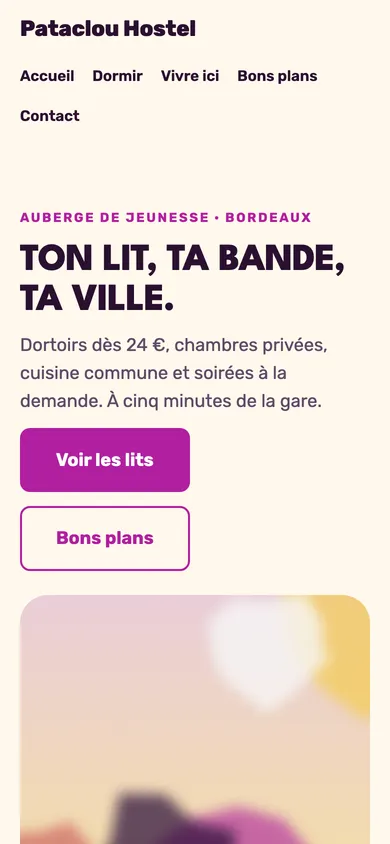 Pataclou Hostel
Accueil Dormir Vivre ici Bons plans
Contact
AUBERGE DE JEUNESSE • BORDEAUX
TON LIT, TA BANDE,
TA VILLE.
Dortoirs dès 24 €, chambres privées,
cuisine commune et soirées à la
demande. À cinq minutes de la gare.
Voir les lits
Bons plans